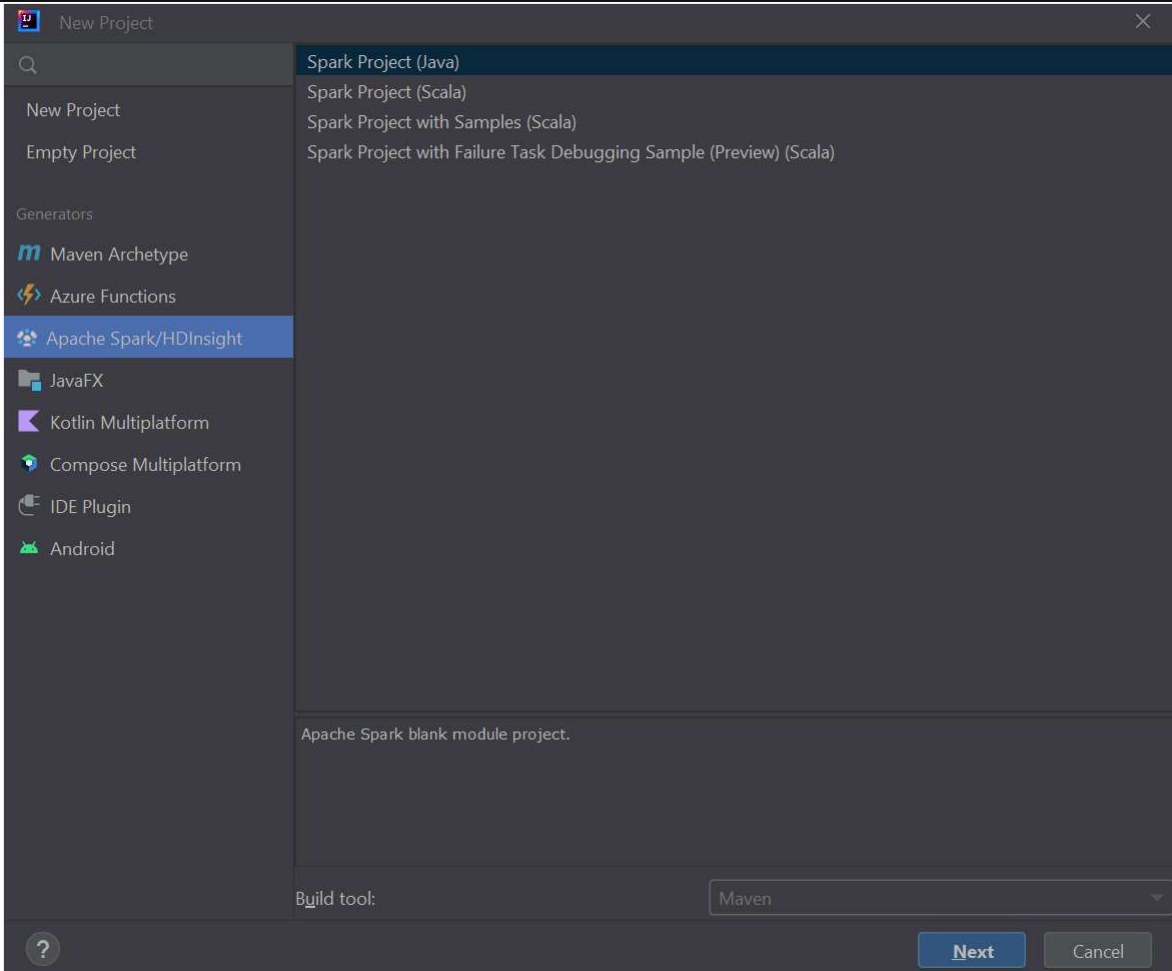 New Project
New Project
Empty Project
Generators
Maven Archetype
Azure Functions
Apache Spark/HDInsight
JavaFX
Kotlin Multiplatform
Compose Multiplatform
IDE Plugin
Android
Spark Project (Java)
Spark Project (Scala)
Spark Project with Samples (Scala)
Spark Project with Failure Task Debugging Sample (Preview) (Scala)
Apache Spark blank module project.
Build tool: Maven
? Next Cancel